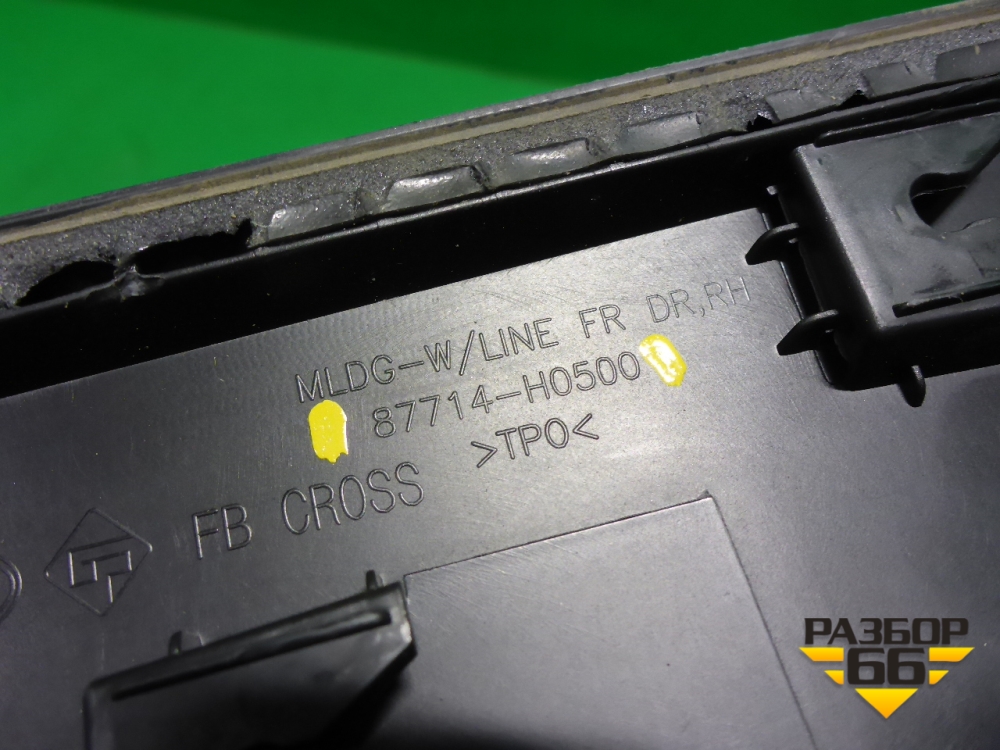 MLDG-W/LINE FR DR,RH
87714-H0500
>TPO<
FB CROSS
РАЗБОР
66